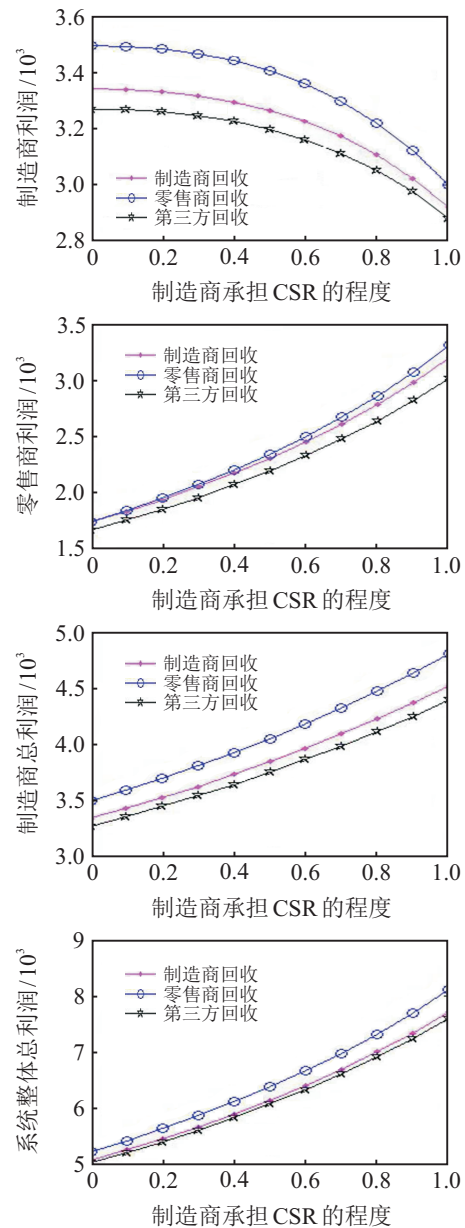 制造商利润/10³
3.6
3.4
3.2
3.0
2.8
制造商回收
零售商回收
第三方回收
0 0.2 0.4 0.6 0.8 1.0
制造商承担 CSR 的程度
零售商利润/10³
3.5
3.0
2.5
2.0
1.5
制造商回收
零售商回收
第三方回收
0 0.2 0.4 0.6 0.8 1.0
制造商承担 CSR 的程度
制造商总利润/10³
5.0
4.5
4.0
3.5
3.0
制造商回收
零售商回收
第三方回收
0 0.2 0.4 0.6 0.8 1.0
制造商承担 CSR 的程度
系统整体总利润/10³
9
8
7
6
5
制造商回收
零售商回收
第三方回收
0 0.2 0.4 0.6 0.8 1.0
制造商承担 CSR 的程度